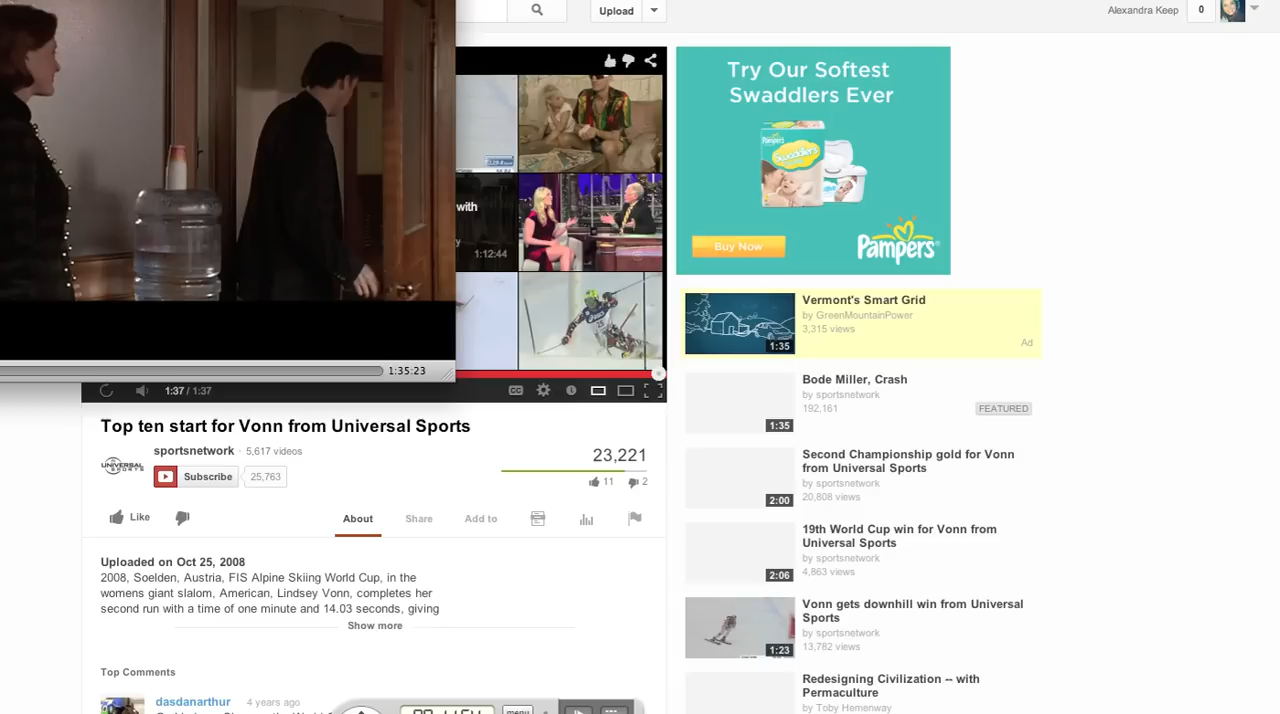 Upload
Alexandra Keep
0
Try Our Softest
Swaddlers Ever
Pampers
Swaddlers
Buy Now
Pampers
with
1:12:44
1:35:23
1:37 / 1:37
CC
Top ten start for Vonn from Universal Sports
UNIVERSAL
SPORTS
sportsnetwork · 5,617 videos
Subscribe 25,763
23,221
11 2
Like
About Share Add to
Uploaded on Oct 25, 2008
2008, Soelden, Austria, FIS Alpine Skiing World Cup, in the
womens giant slalom, American, Lindsey Vonn, completes her
second run with a time of one minute and 14.03 seconds, giving
Show more
Top Comments
dasdanarthur 4 years ago
menu
Vermont's Smart Grid
by GreenMountainPower
3,315 views
Ad
1:35
Bode Miller, Crash
by sportsnetwork
192,161
FEATURED
1:35
Second Championship gold for Vonn
from Universal Sports
by sportsnetwork
20,808 views
2:00
19th World Cup win for Vonn from
Universal Sports
by sportsnetwork
4,863 views
2:06
Vonn gets downhill win from Universal
Sports
by sportsnetwork
13,782 views
1:23
Redesigning Civilization -- with
Permaculture
by Toby Hemenway